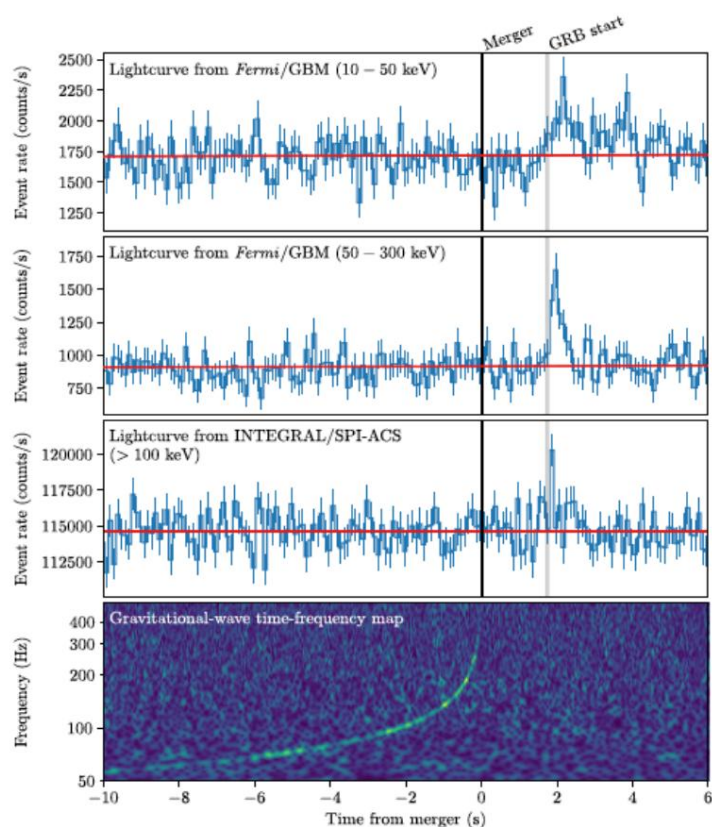 Merger
GRB start
Lightcurve from Fermi/GBM (10 − 50 keV)
Event rate (counts/s)
2500
2250
2000
1750
1500
1250
Lightcurve from Fermi/GBM (50 − 300 keV)
Event rate (counts/s)
1750
1500
1250
1000
750
Lightcurve from INTEGRAL/SPI-ACS
(> 100 keV)
Event rate (counts/s)
120000
117500
115000
112500
Gravitational-wave time-frequency map
Frequency (Hz)
400
300
200
100
50
−10 −8 −6 −4 −2 0 2 4 6
Time from merger (s)